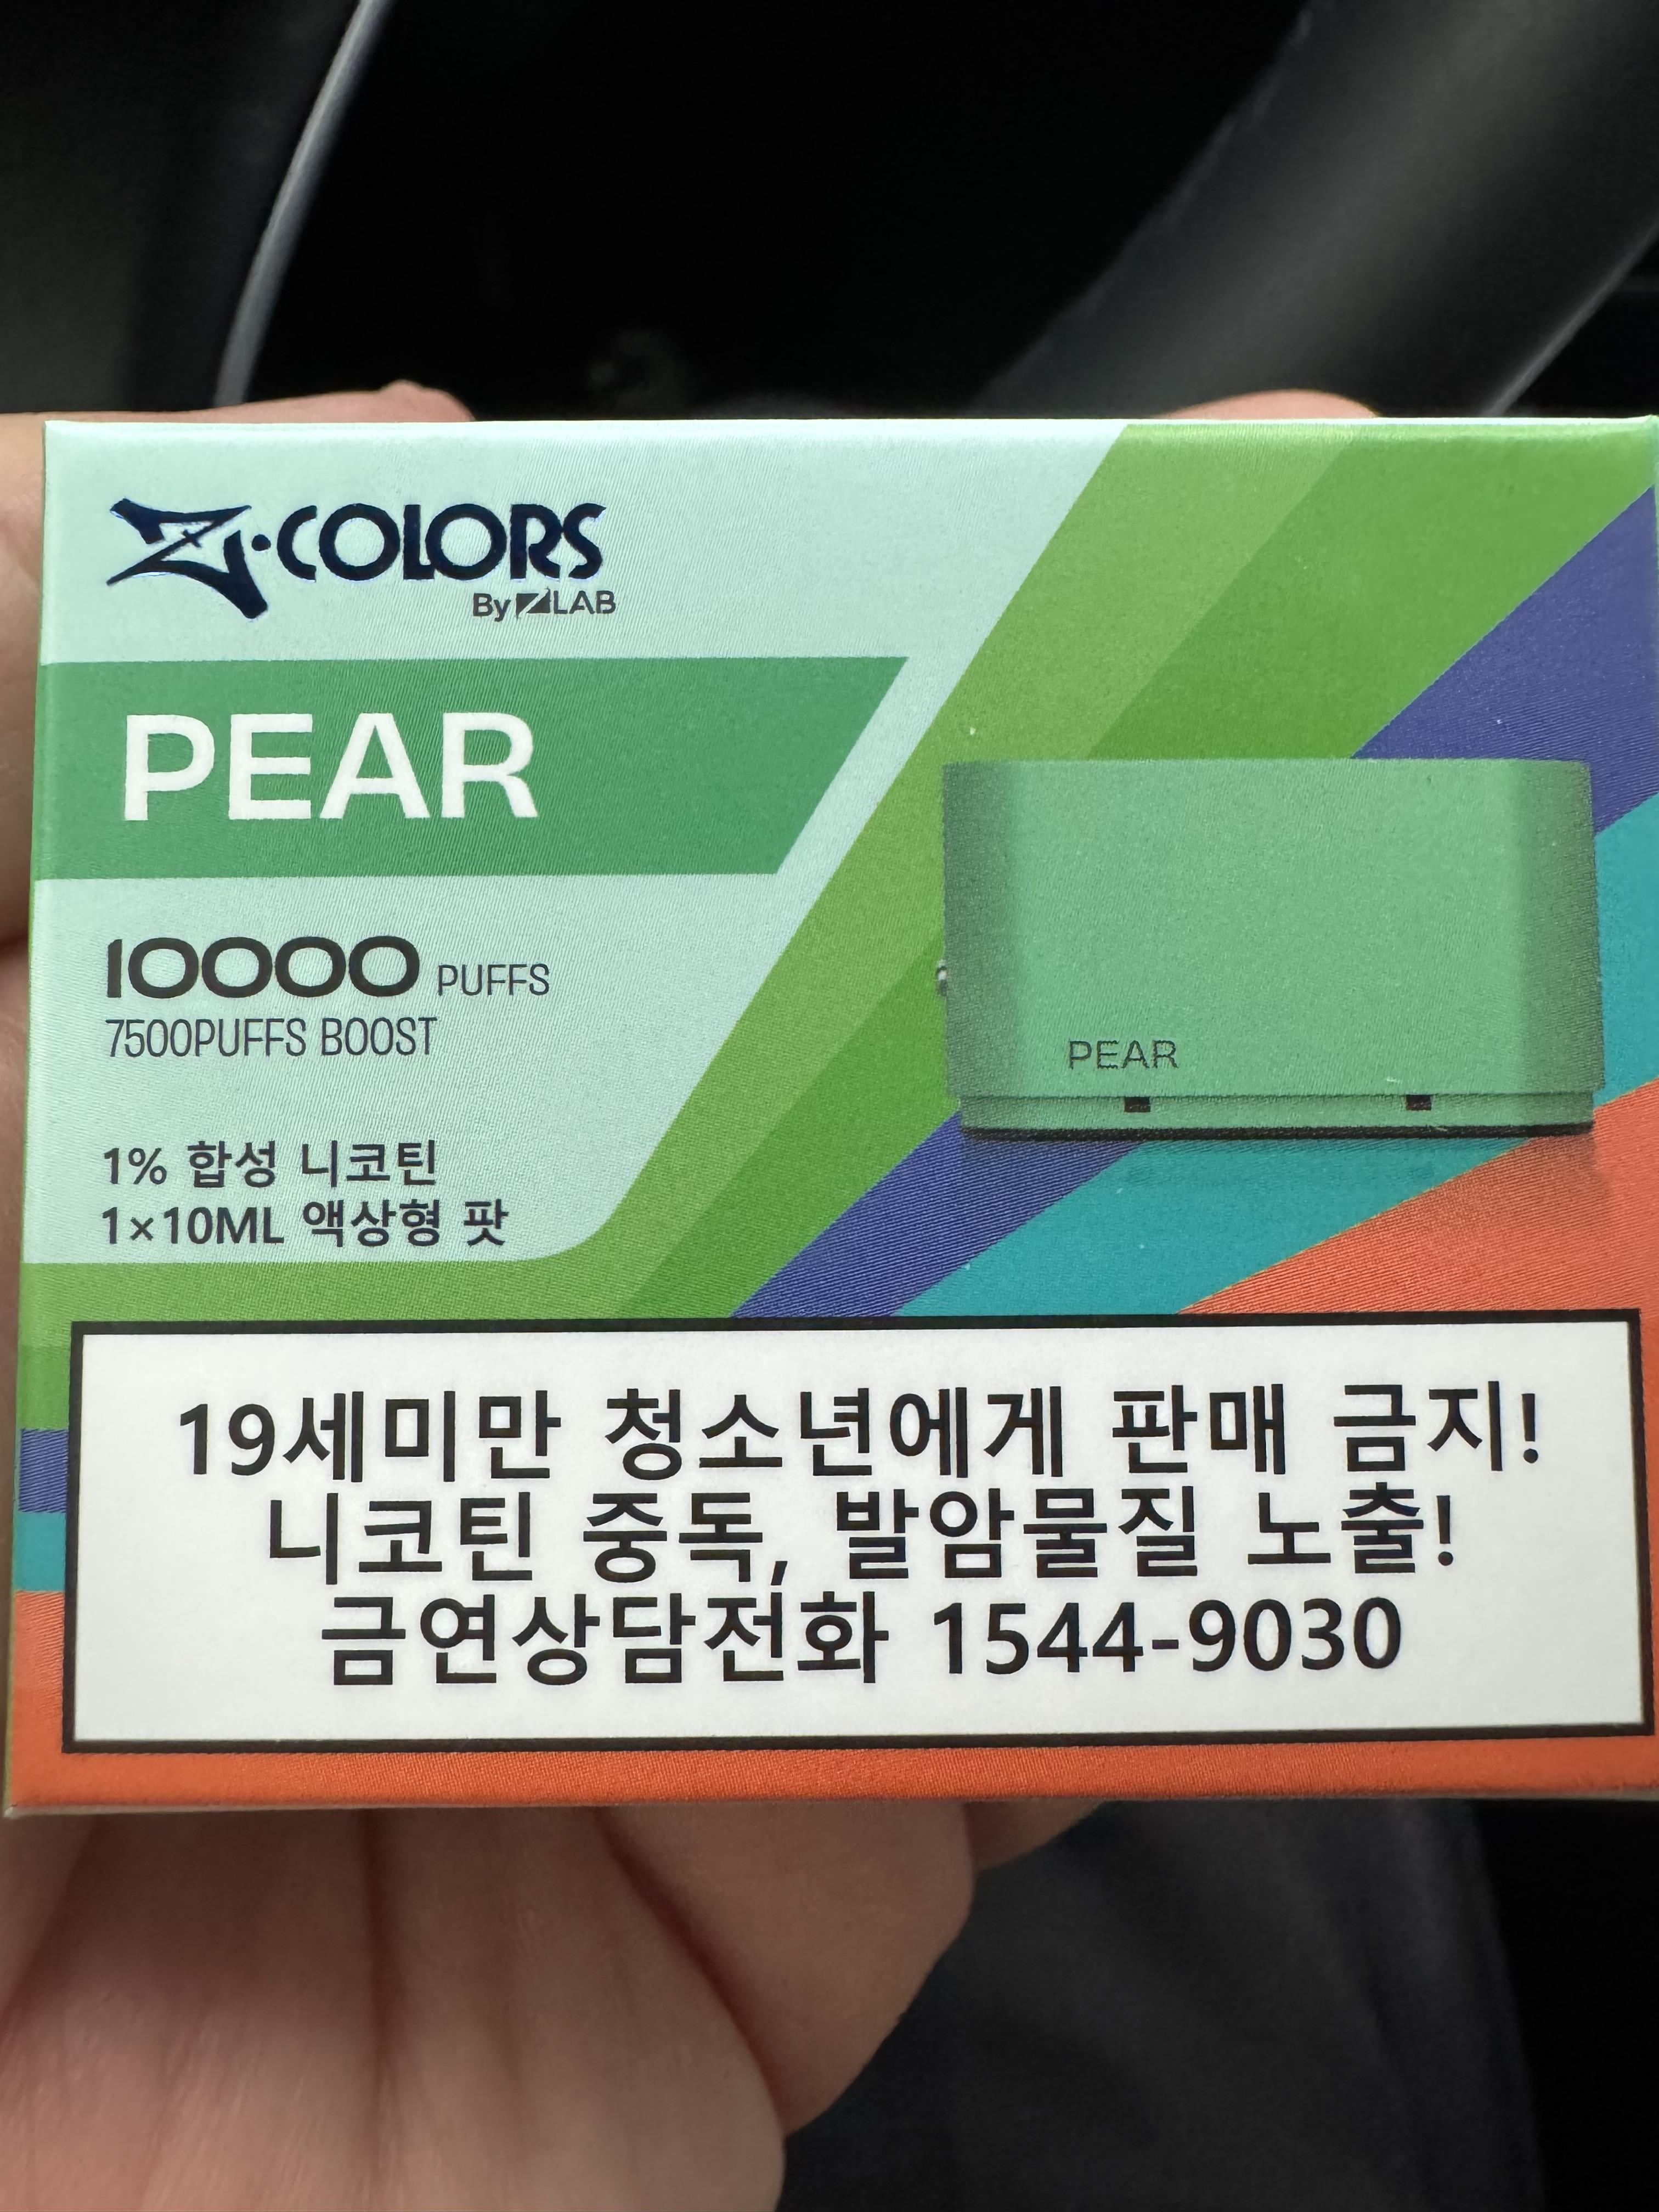 Z·COLORS
By ZLAB
PEAR
10000 PUFFS
7500PUFFS BOOST
1% 합성 니코틴
1×10ML 액상형 팟
PEAR
19세미만 청소년에게 판매 금지!
니코틴 중독, 발암물질 노출!
금연상담전화 1544-9030